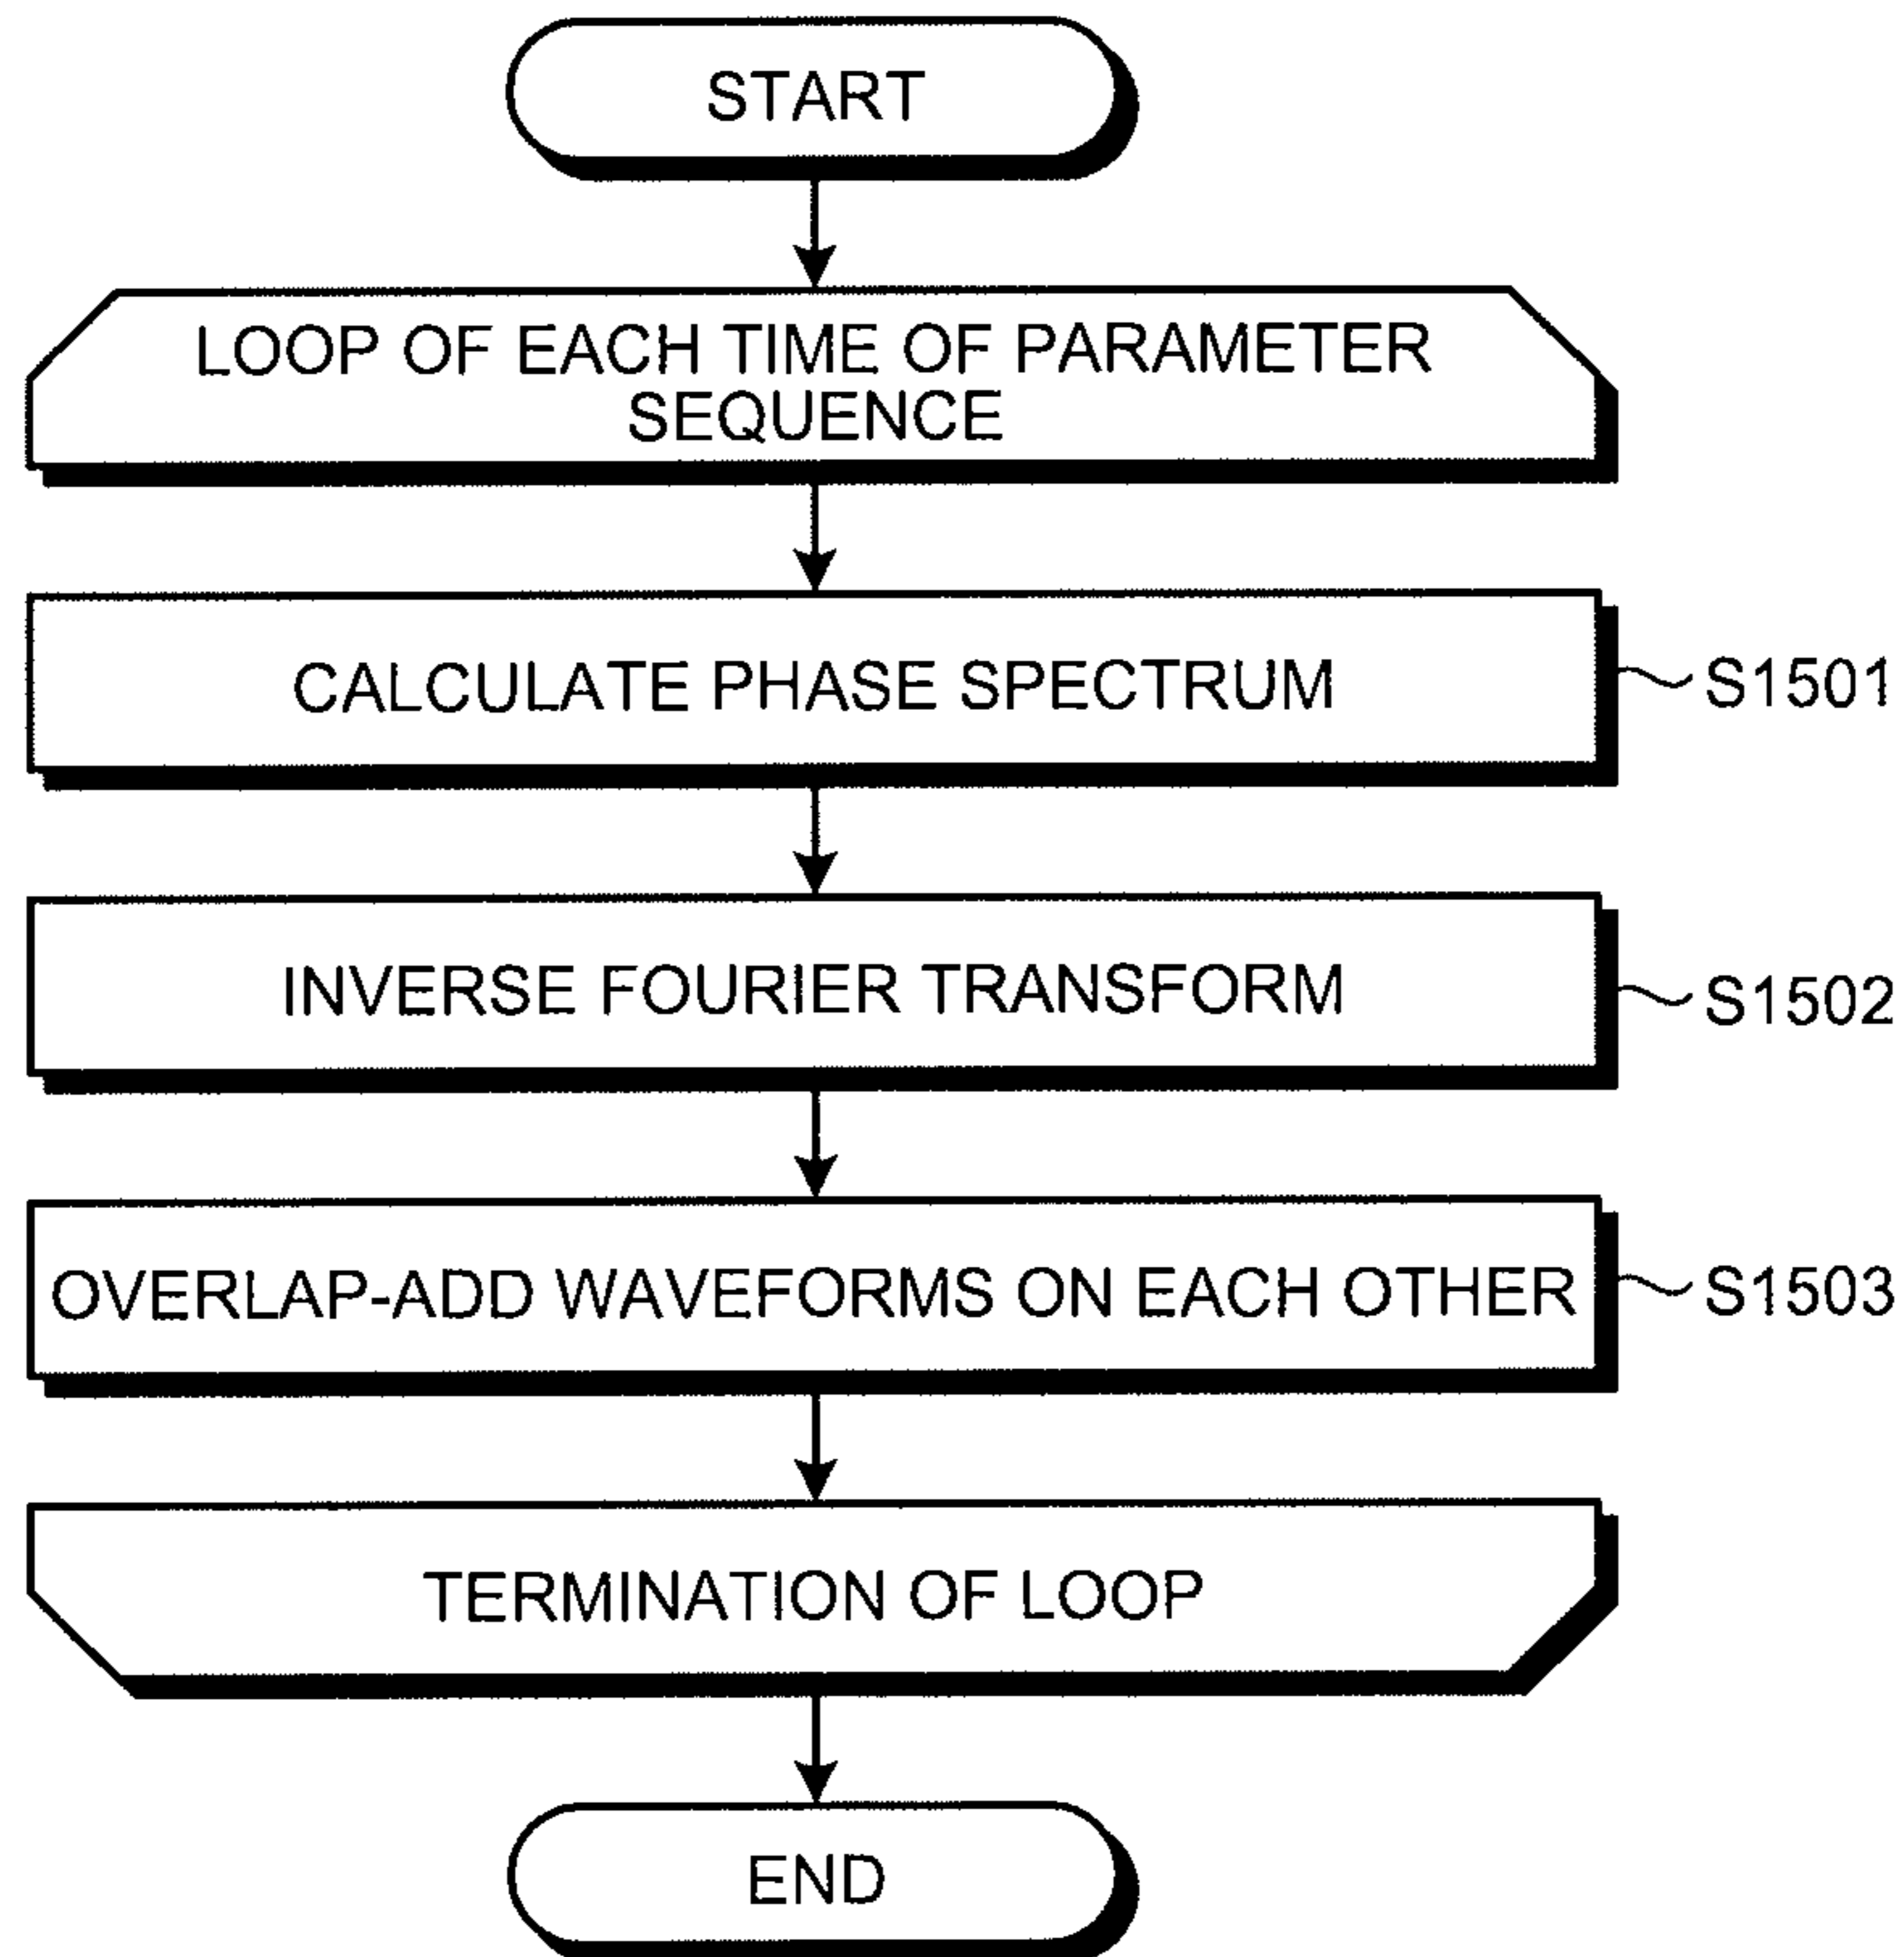 START
LOOP OF EACH TIME OF PARAMETER
SEQUENCE
CALCULATE PHASE SPECTRUM
S1501
INVERSE FOURIER TRANSFORM
S1502
OVERLAP-ADD WAVEFORMS ON EACH OTHER
S1503
TERMINATION OF LOOP
END